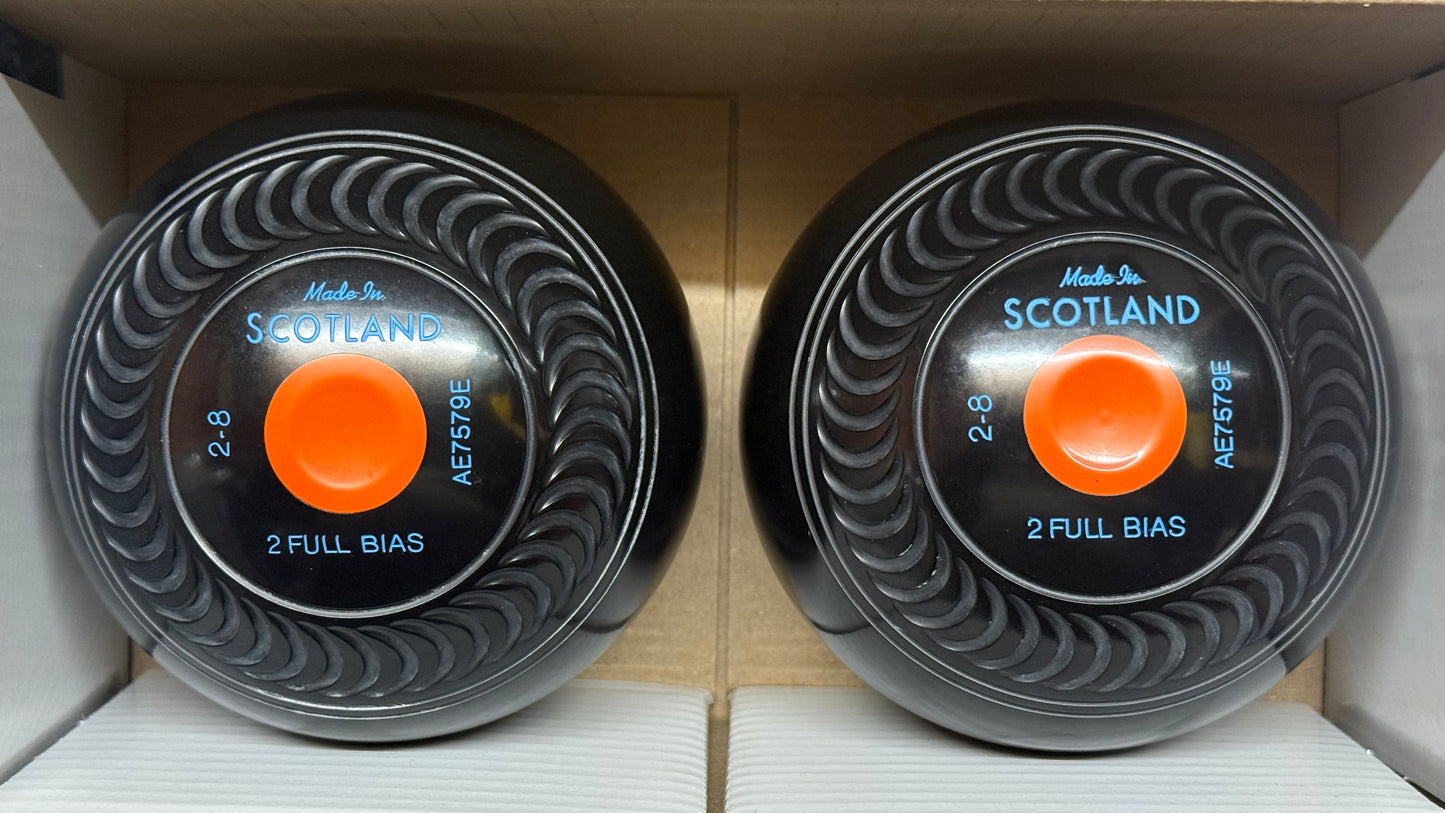 Made In
SCOTLAND
2-8
AE7579E
2 FULL BIAS
Made In
SCOTLAND
2-8
AE7579E
2 FULL BIAS